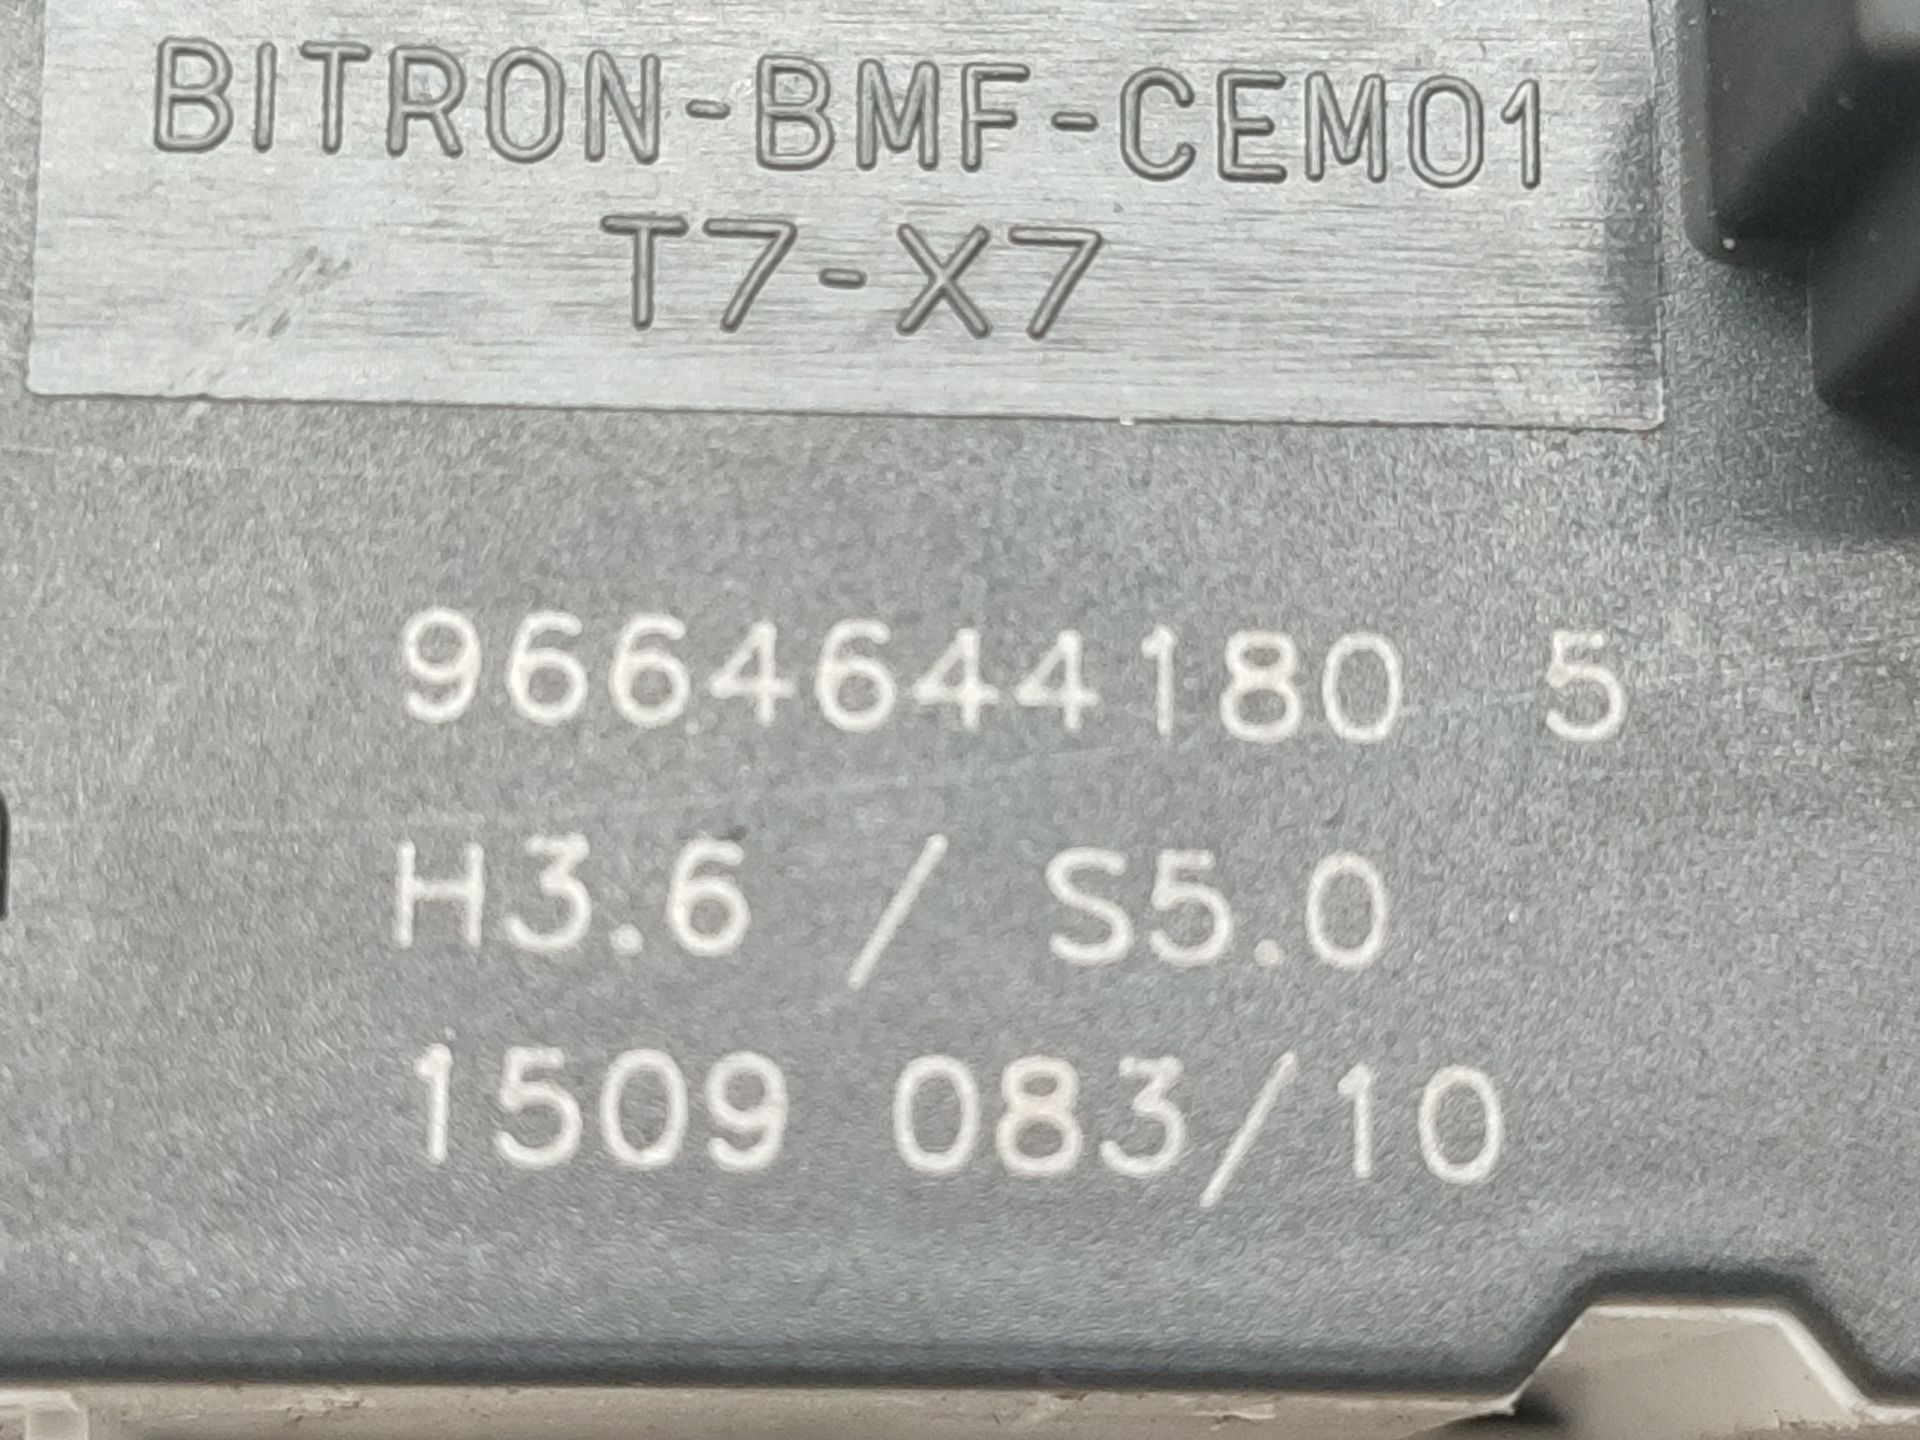 BITRON-BMF-CEM01
T7-X7
9664644180 5
H3.6 / S5.0
1509 083/10